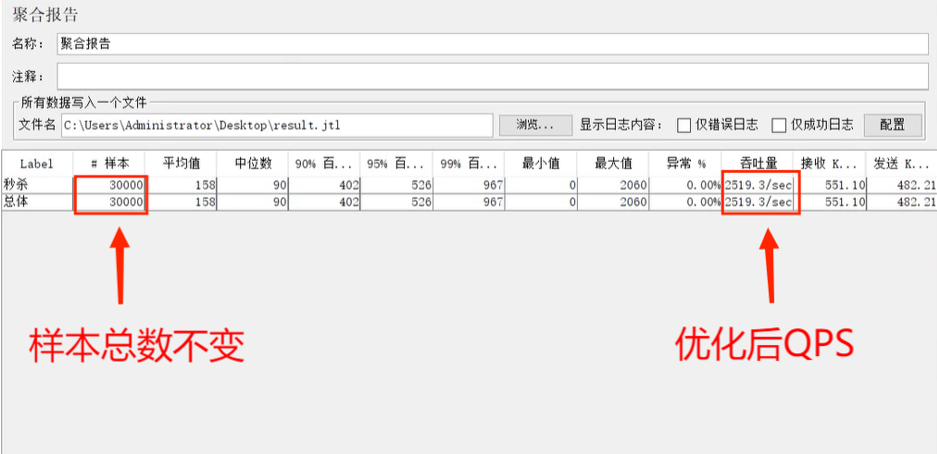 聚合报告
名称： 聚合报告
注释：
所有数据写入一个文件
文件名 C:\Users\Administrator\Desktop\result.jtl 浏览... 显示日志内容： 仅错误日志 仅成功日志 配置
Label # 样本 平均值 中位数 90% 百... 95% 百... 99% 百... 最小值 最大值 异常 % 吞吐量 接收 K... 发送 K...
秒杀 30000 158 90 402 526 967 0 2060 0.00% 2519.3/sec 551.10 482.21
总体 30000 158 90 402 526 967 0 2060 0.00% 2519.3/sec 551.10 482.21
样本总数不变 优化后QPS